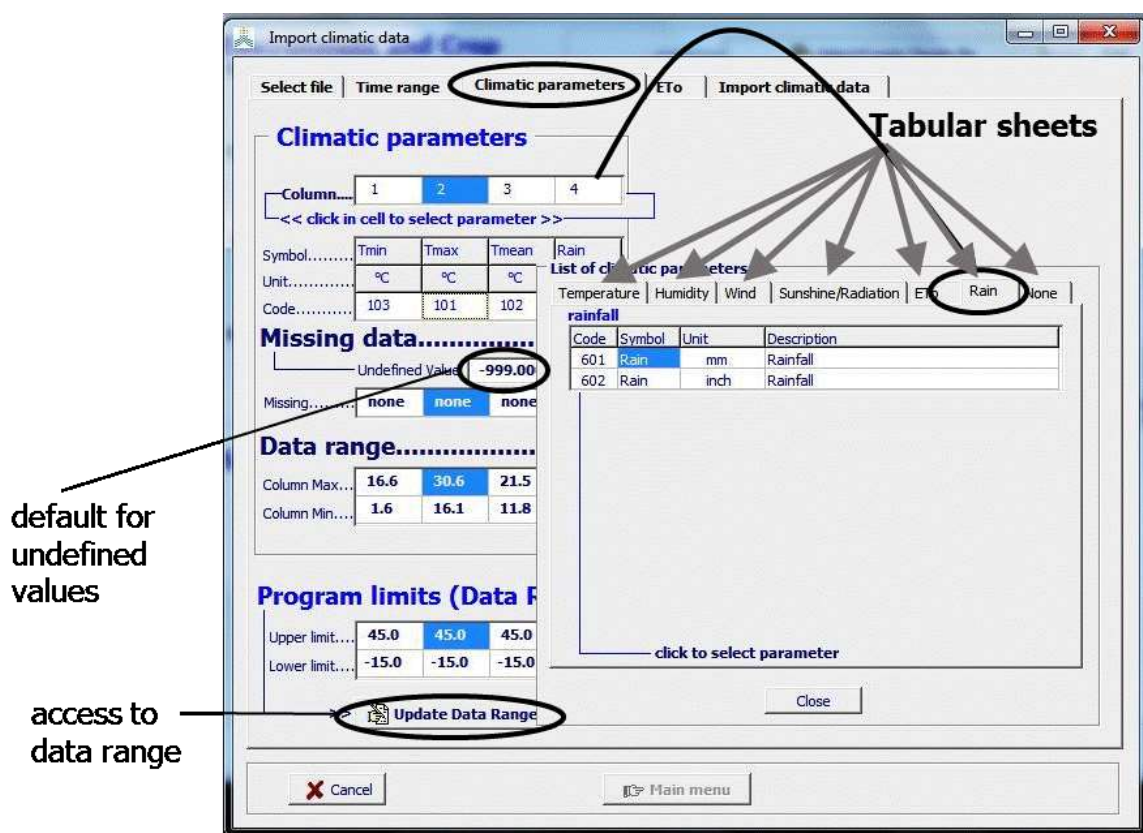 Import climatic data
Select file Time range Climatic parameters ETo Import climatic data
Tabular sheets
Climatic parameters
Column.... 1 2 3 4
<< click in cell to select parameter >>
Symbol......... Tmin Tmax Tmean Rain
Unit............. ºC ºC ºC
Code........... 103 101 102
List of climatic parameters
Temperature Humidity Wind Sunshine/Radiation ETo Rain None
rainfall
Code Symbol Unit Description
601 Rain mm Rainfall
602 Rain inch Rainfall
click to select parameter
Close
Missing data...............
Undefined Value -999.00
Missing......... none none none
Data range.................
Column Max... 16.6 30.6 21.5
Column Min.... 1.6 16.1 11.8
default for
undefined
values
Program limits (Data R
Upper limit.... 45.0 45.0 45.0
Lower limit.... -15.0 -15.0 -15.0
access to
data range
>> Update Data Range
Cancel Main menu